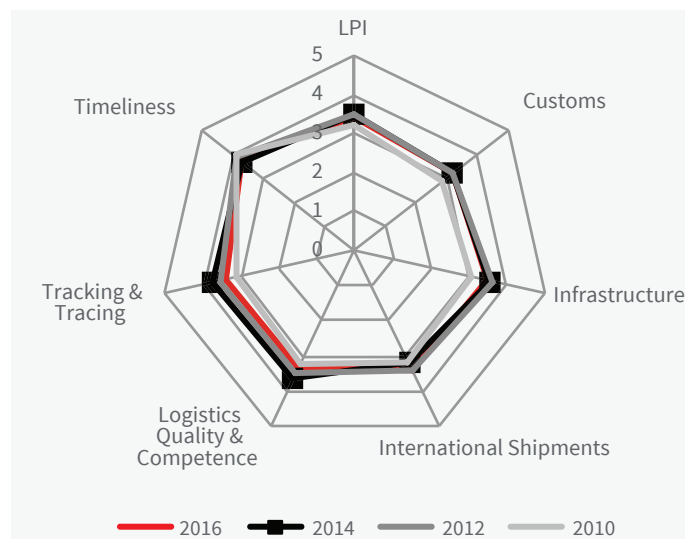 LPI
5
4
3
2
1
0
Customs
Timeliness
Infrastructure
Tracking &
Tracing
Logistics
Quality &
Competence
International Shipments
2016 2014 2012 2010